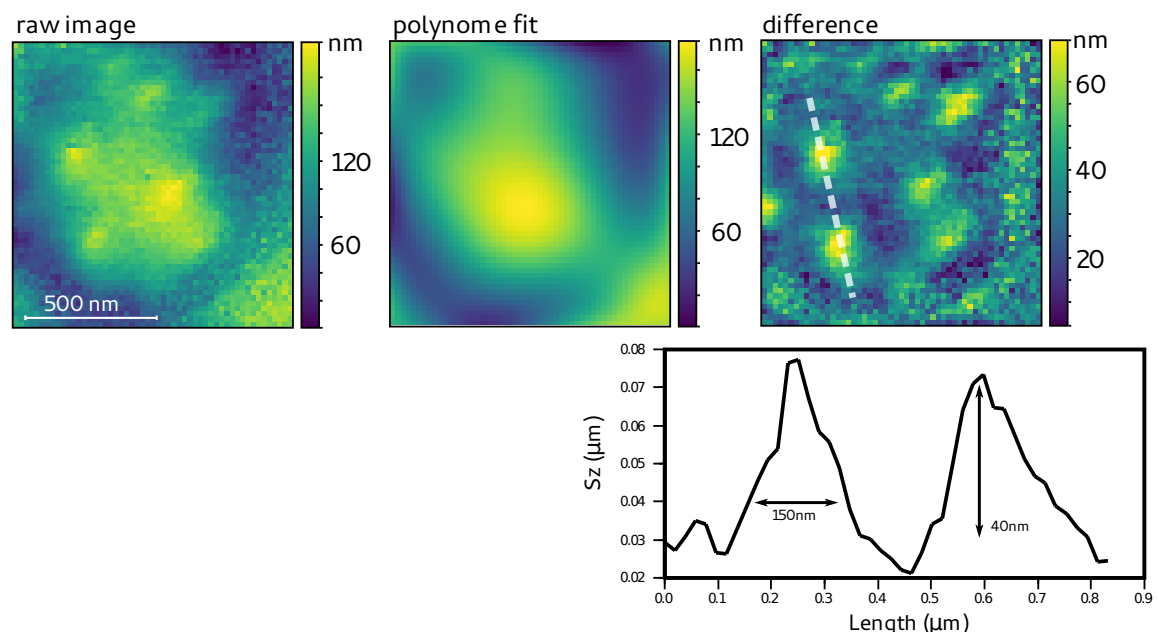 raw image
nm
120
60
500 nm
polynome fit
nm
120
60
difference
nm
60
40
20
0.08
0.07
0.06
0.05
0.04
0.03
0.02
Sz (µm)
150nm
40nm
0.0 0.1 0.2 0.3 0.4 0.5 0.6 0.7 0.8 0.9
Length (µm)